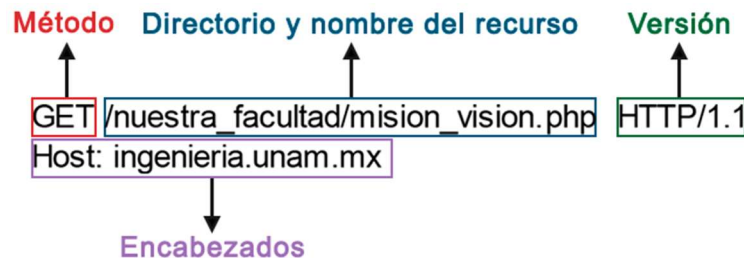 Método Directorio y nombre del recurso Versión
GET /nuestra_facultad/mision_vision.php HTTP/1.1
Host: ingenieria.unam.mx
Encabezados